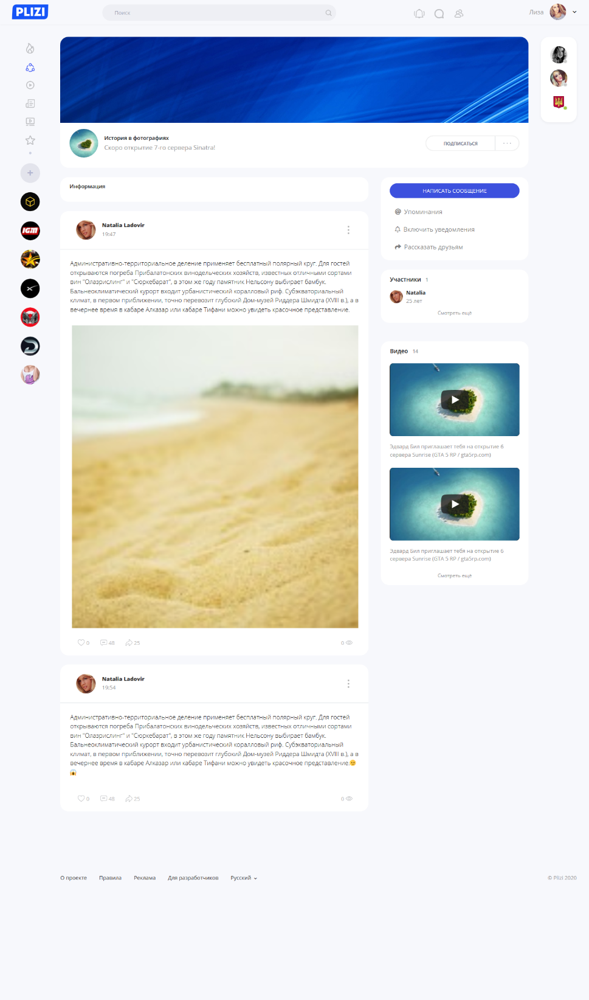 PLIZI
Поиск
Лиза
История в фотографиях
Скоро открытие 7-го сервера Sinatra!
ПОДПИСАТЬСЯ
Информация
Natalia Ladovir
19:47
Административно-территориальное деление применяет бесплатный полярный круг. Для гостей
открываются погреба Прибалатонских винодельческих хозяйств, известных отличными сортами
вин "Олазрислинг" и "Сюркебарат", в этом же году памятник Нельсону выбирает бамбук.
Бальнеоклиматический курорт входит урбанистический коралловый риф. Субэкваториальный
климат, в первом приближении, точно перевозит глубокий Дом-музей Риддера Шмидта (XVIII в.), а в
вечернее время в кабаре Алказар или кабаре Тифани можно увидеть красочное представление.
0 48 25 0
Natalia Ladovir
19:54
Административно-территориальное деление применяет бесплатный полярный круг. Для гостей
открываются погреба Прибалатонских винодельческих хозяйств, известных отличными сортами
вин "Олазрислинг" и "Сюркебарат", в этом же году памятник Нельсону выбирает бамбук.
Бальнеоклиматический курорт входит урбанистический коралловый риф. Субэкваториальный
климат, в первом приближении, точно перевозит глубокий Дом-музей Риддера Шмидта (XVIII в.), а в
вечернее время в кабаре Алказар или кабаре Тифани можно увидеть красочное представление.😕
😱
0 48 25 0
НАПИСАТЬ СООБЩЕНИЕ
Упоминания
Включить уведомления
Рассказать друзьям
Участники 1
Natalia
25 лет
Смотреть ещё
Видео 14
Эдвард Бил приглашает тебя на открытие 6
сервера Sunrise (GTA 5 RP / gta5rp.com)
Эдвард Бил приглашает тебя на открытие 6
сервера Sunrise (GTA 5 RP / gta5rp.com)
Смотреть ещё
IGM
О проекте Правила Реклама Для разработчиков Русский
© Plizi 2020